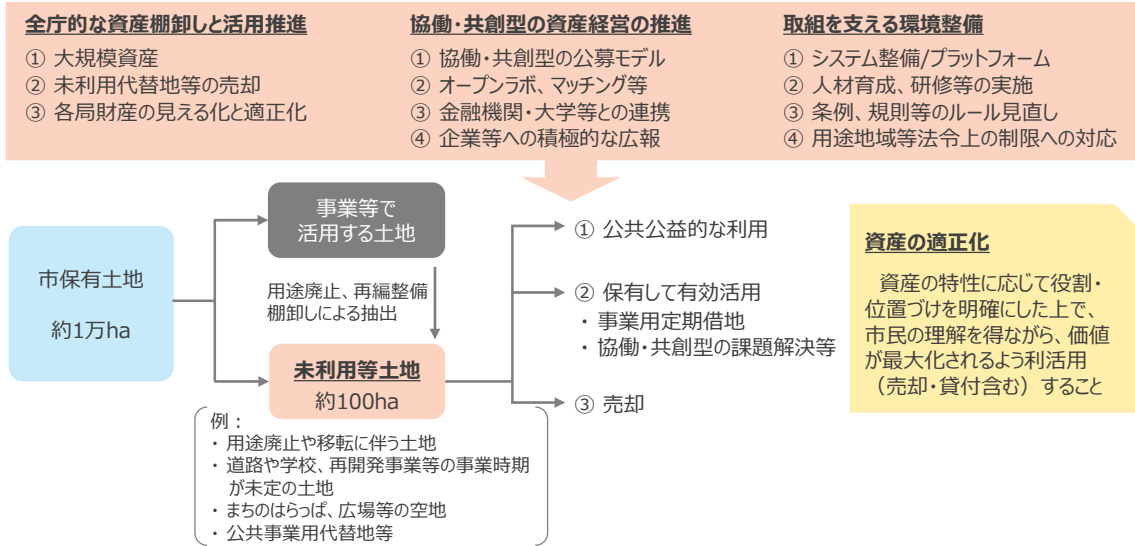 全庁的な資産棚卸しと活用推進
① 大規模資産
② 未利用代替地等の売却
③ 各局財産の見える化と適正化
協働・共創型の資産経営の推進
① 協働・共創型の公募モデル
② オープンラボ、マッチング等
③ 金融機関・大学等との連携
④ 企業等への積極的な広報
取組を支える環境整備
① システム整備/プラットフォーム
② 人材育成、研修等の実施
③ 条例、規則等のルール見直し
④ 用途地域等法令上の制限への対応
市保有土地
約1万ha
事業等で
活用する土地
用途廃止、再編整備
棚卸しによる抽出
未利用等土地
約100ha
例：
・ 用途廃止や移転に伴う土地
・ 道路や学校、再開発事業等の事業時期
が未定の土地
・ まちのはらっぱ、広場等の空地
・ 公共事業用代替地等
① 公共公益的な利用
② 保有して有効活用
・ 事業用定期借地
・ 協働・共創型の課題解決等
③ 売却
資産の適正化
資産の特性に応じて役割・
位置づけを明確にした上で、
市民の理解を得ながら、価値
が最大化されるよう利活用
（売却・貸付含む）すること